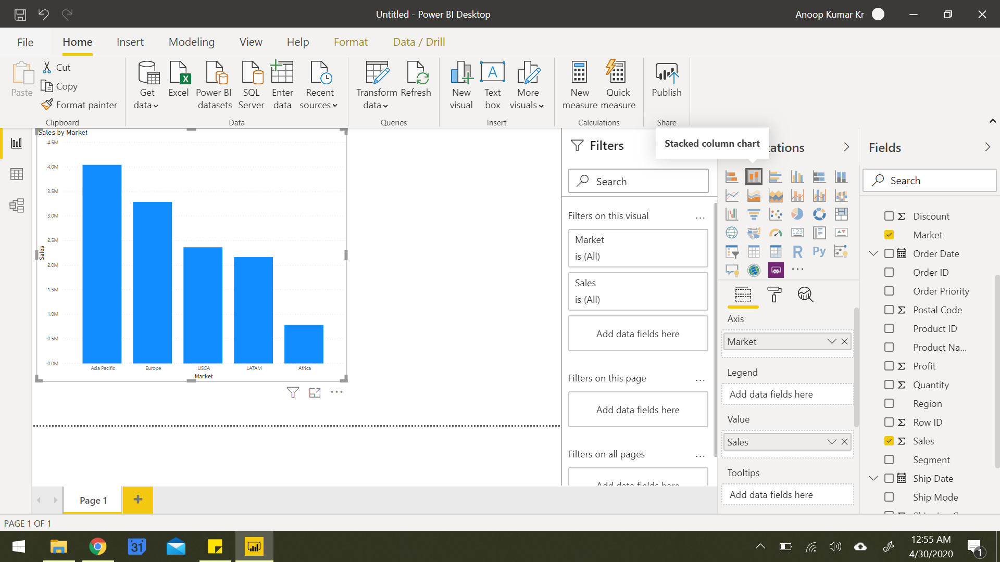 Untitled - Power BI Desktop
Anoop Kumar Kr
File
Home
Insert
Modeling
View
Help
Format
Data / Drill
Paste
Cut
Copy
Format painter
Clipboard
Get data
Excel
Power BI datasets
SQL Server
Enter data
Recent sources
Data
Transform data
Refresh
Queries
New visual
Text box
More visuals
Insert
New measure
Quick measure
Calculations
Publish
Share
Sales by Market
4.5M
4.0M
3.5M
3.0M
2.5M
2.0M
1.5M
1.0M
0.5M
0.0M
Sales
Asia Pacific
Europe
USCA
LATAM
Africa
Market
Filters
Search
Filters on this visual
...
Market
is (All)
Sales
is (All)
Add data fields here
Filters on this page
...
Add data fields here
Filters on all pages
...
Add data fields here
Stacked column chart
ations
123
R
Py
...
Axis
Market
Legend
Add data fields here
Value
Sales
Tooltips
Add data fields here
Fields
Search
Σ Discount
Market
Order Date
Order ID
Order Priority
Σ Postal Code
Product ID
Product Na...
Σ Profit
Σ Quantity
Region
Σ Row ID
Σ Sales
Segment
Ship Date
Ship Mode
Page 1
+
PAGE 1 OF 1
31
12:55 AM
4/30/2020
1